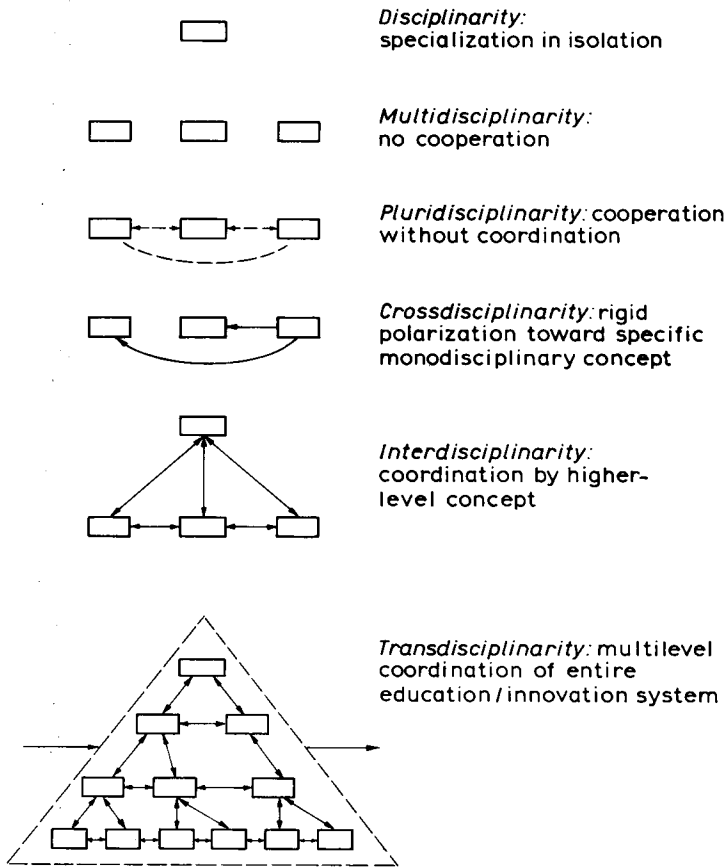 Disciplinarity:
specialization in isolation
Multidisciplinarity:
no cooperation
Pluridisciplinarity: cooperation
without coordination
Crossdisciplinarity: rigid
polarization toward specific
monodisciplinary concept
Interdisciplinarity:
coordination by higher-
level concept
Transdisciplinarity: multilevel
coordination of entire
education/innovation system